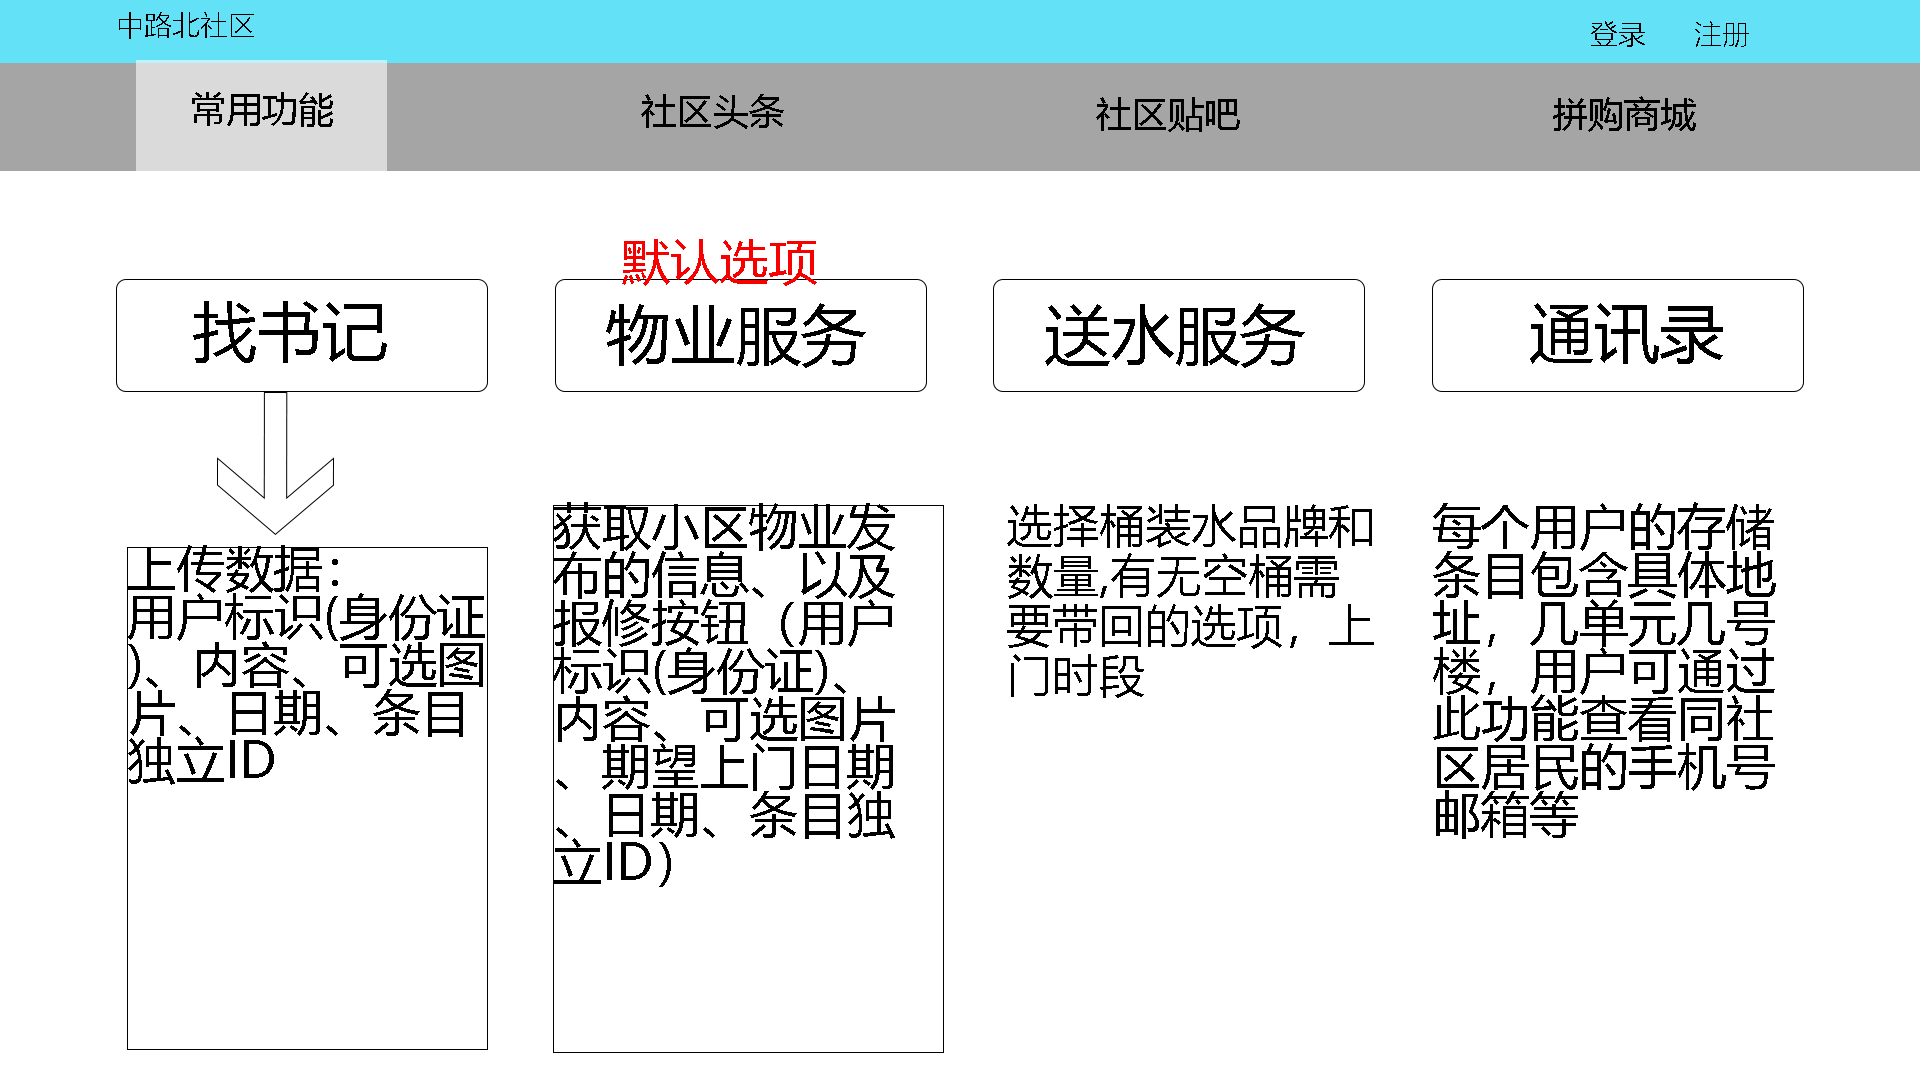 中路北社区
登录
注册
常用功能
社区头条
社区贴吧
拼购商城
默认选项
找书记
物业服务
送水服务
通讯录
上传数据：
用户标识(身份证
)、内容、可选图
片、日期、条目
独立ID
获取小区物业发
布的信息、以及
报修按钮（用户
标识(身份证)、
内容、可选图片
、期望上门日期
、日期、条目独
立ID）
选择桶装水品牌和
数量,有无空桶需
要带回的选项，上
门时段
每个用户的存储
条目包含具体地
址，几单元几号
楼，用户可通过
此功能查看同社
区居民的手机号
邮箱等